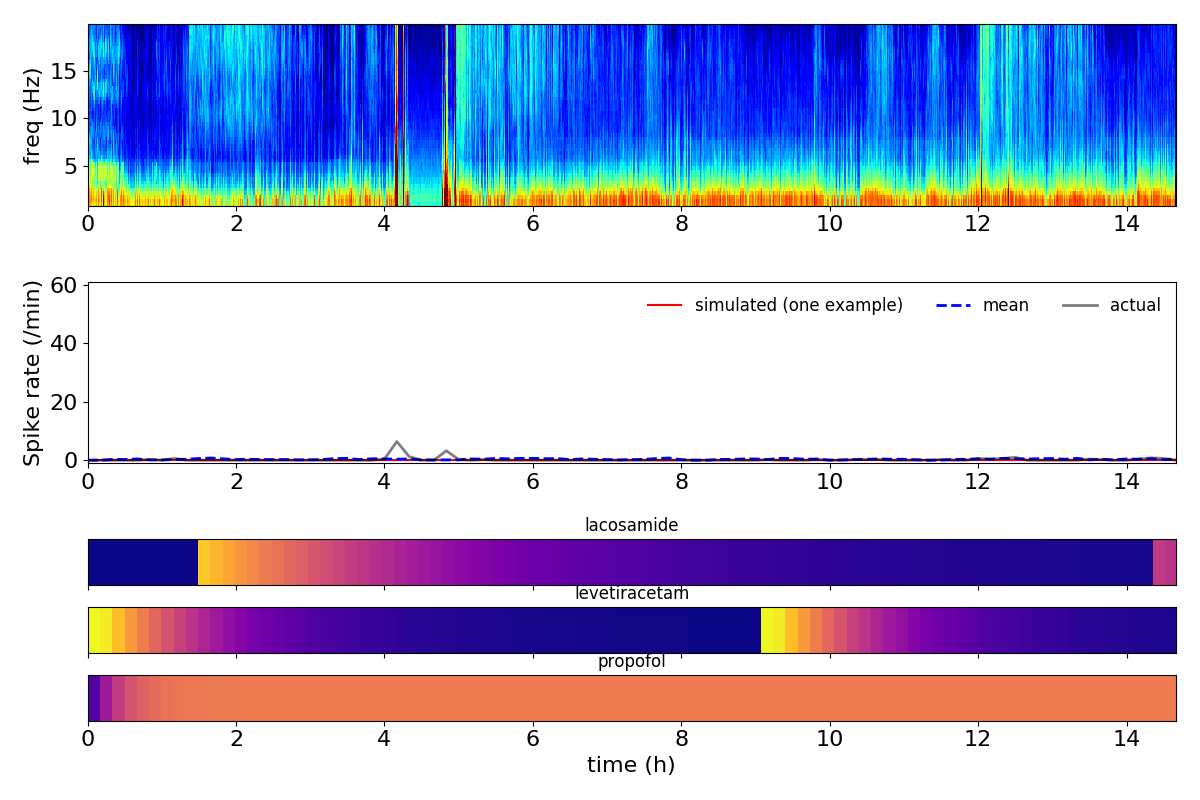 freq (Hz)
15
10
5
0 2 4 6 8 10 12 14
Spike rate (/min)
60
40
20
0
simulated (one example) mean actual
0 2 4 6 8 10 12 14
lacosamide
levetiracetam
propofol
0 2 4 6 8 10 12 14
time (h)